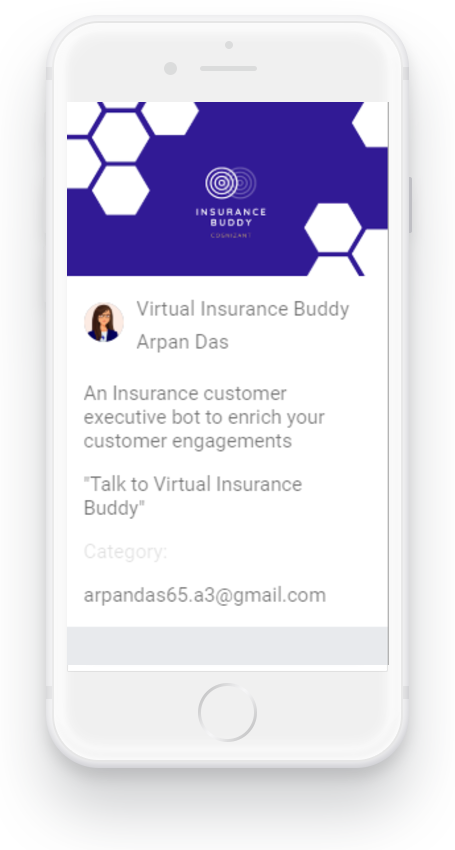 INSURANCE
BUDDY
COGNIZANT
Virtual Insurance Buddy
Arpan Das
An Insurance customer
executive bot to enrich your
customer engagements
"Talk to Virtual Insurance
Buddy"
Category:
arpandas65.a3@gmail.com